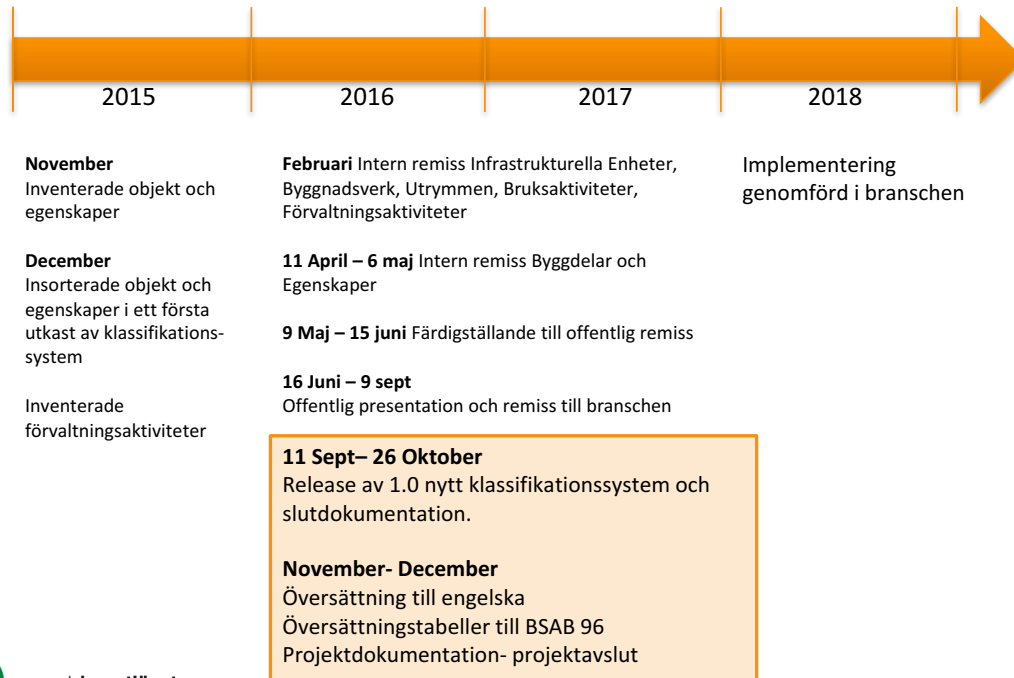 2015
2016
2017
2018
November
Inventerade objekt och
egenskaper
December
Insorterade objekt och
egenskaper i ett första
utkast av klassifikations-
system
Inventerade
förvaltningsaktiviteter
Februari Intern remiss Infrastrukturella Enheter,
Byggnadsverk, Utrymmen, Bruksaktiviteter,
Förvaltningsaktiviteter
11 April – 6 maj Intern remiss Byggdelar och
Egenskaper
9 Maj – 15 juni Färdigställande till offentlig remiss
16 Juni – 9 sept
Offentlig presentation och remiss till branschen
11 Sept– 26 Oktober
Release av 1.0 nytt klassifikationssystem och
slutdokumentation.
November- December
Översättning till engelska
Översättningstabeller till BSAB 96
Projektdokumentation- projektavslut
Implementering
genomförd i branschen